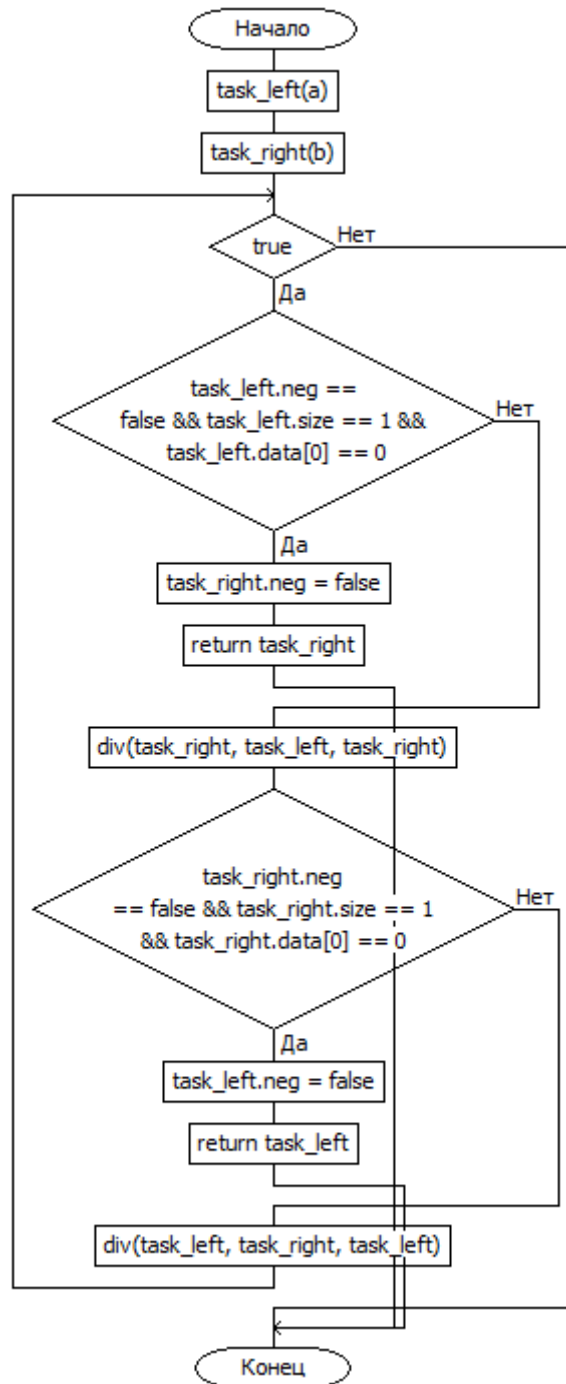 Начало
task_left(a)
task_right(b)
true
Нет
Да
task_left.neg ==
false && task_left.size == 1 &&
task_left.data[0] == 0
Нет
Да
task_right.neg = false
return task_right
div(task_right, task_left, task_right)
task_right.neg
== false && task_right.size == 1
&& task_right.data[0] == 0
Нет
Да
task_left.neg = false
return task_left
div(task_left, task_right, task_left)
Конец